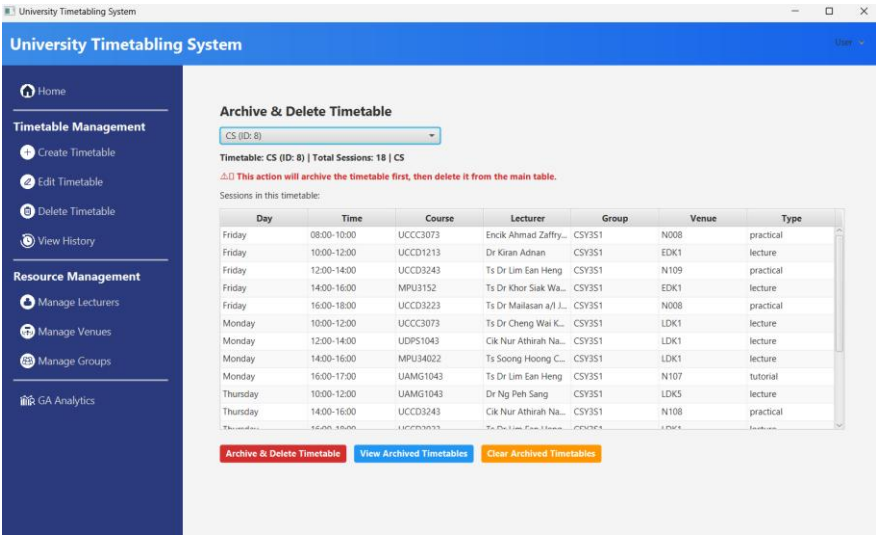 University Timetabling System
University Timetabling System
User
Home
Timetable Management
Create Timetable
Edit Timetable
Delete Timetable
View History
Resource Management
Manage Lecturers
Manage Venues
Manage Groups
GA Analytics
Archive & Delete Timetable
CS (ID: 8)
Timetable: CS (ID: 8) | Total Sessions: 18 | CS
⚠ This action will archive the timetable first, then delete it from the main table.
Sessions in this timetable:
Day Time Course Lecturer Group Venue Type
Friday 08:00-10:00 UCCC3073 Encik Ahmad Zaffry... CSY3S1 N008 practical
Friday 10:00-12:00 UCCD1213 Dr Kiran Adnan CSY3S1 EDK1 lecture
Friday 12:00-14:00 UCCD3243 Ts Dr Lim Ean Heng CSY3S1 N109 practical
Friday 14:00-16:00 MPU3152 Ts Dr Khor Siak Wa... CSY3S1 EDK1 lecture
Friday 16:00-18:00 UCCD3223 Ts Dr Mailasan a/l J... CSY3S1 N008 practical
Monday 10:00-12:00 UCCC3073 Ts Dr Cheng Wai K... CSY3S1 LDK1 lecture
Monday 12:00-14:00 UDPS1043 Cik Nur Athirah Na... CSY3S1 LDK1 lecture
Monday 14:00-16:00 MPU34022 Ts Soong Hoong C... CSY3S1 LDK1 lecture
Monday 16:00-17:00 UAMG1043 Ts Dr Lim Ean Heng CSY3S1 N107 tutorial
Thursday 10:00-12:00 UAMG1043 Dr Ng Peh Sang CSY3S1 LDK5 lecture
Thursday 14:00-16:00 UCCD3243 Cik Nur Athirah Na... CSY3S1 N108 practical
Thursday Ts Dr Lim Ean Heng CSY3S1 LDK1 lecture
Archive & Delete Timetable View Archived Timetables Clear Archived Timetables